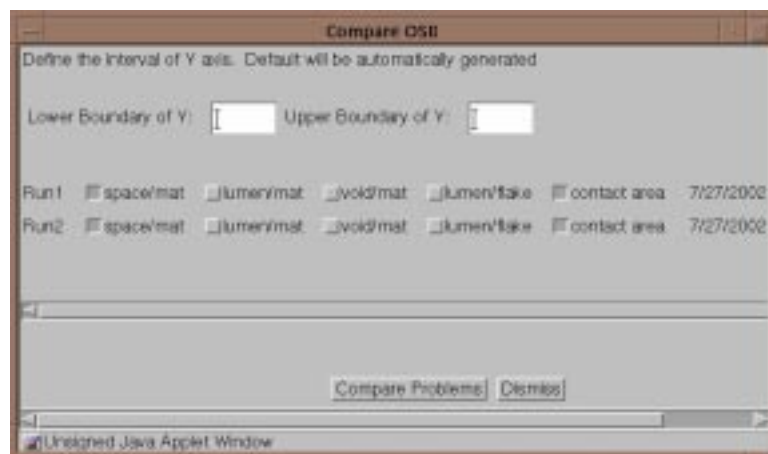 Compare OSB
Define the Interval of Y axis. Default will be automatically generated
Lower Boundary of Y: Upper Boundary of Y:
Run1 space/mat lumen/mat void/mat lumen/flake contact area 7/27/2002
Run2 space/mat lumen/mat void/mat lumen/flake contact area 7/27/2002
Compare Problems Dismiss
Unsigned Java Applet Window